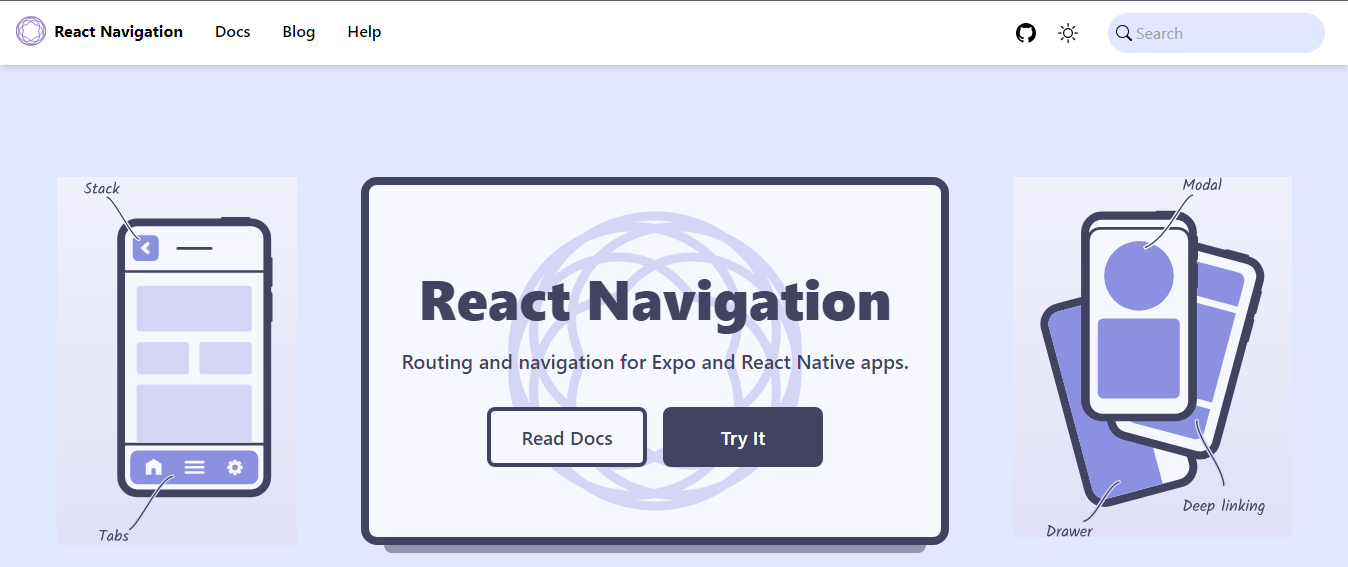 React Navigation Docs Blog Help Search
Stack
Tabs
React Navigation
Routing and navigation for Expo and React Native apps.
Read Docs Try It
Modal
Deep linking
Drawer